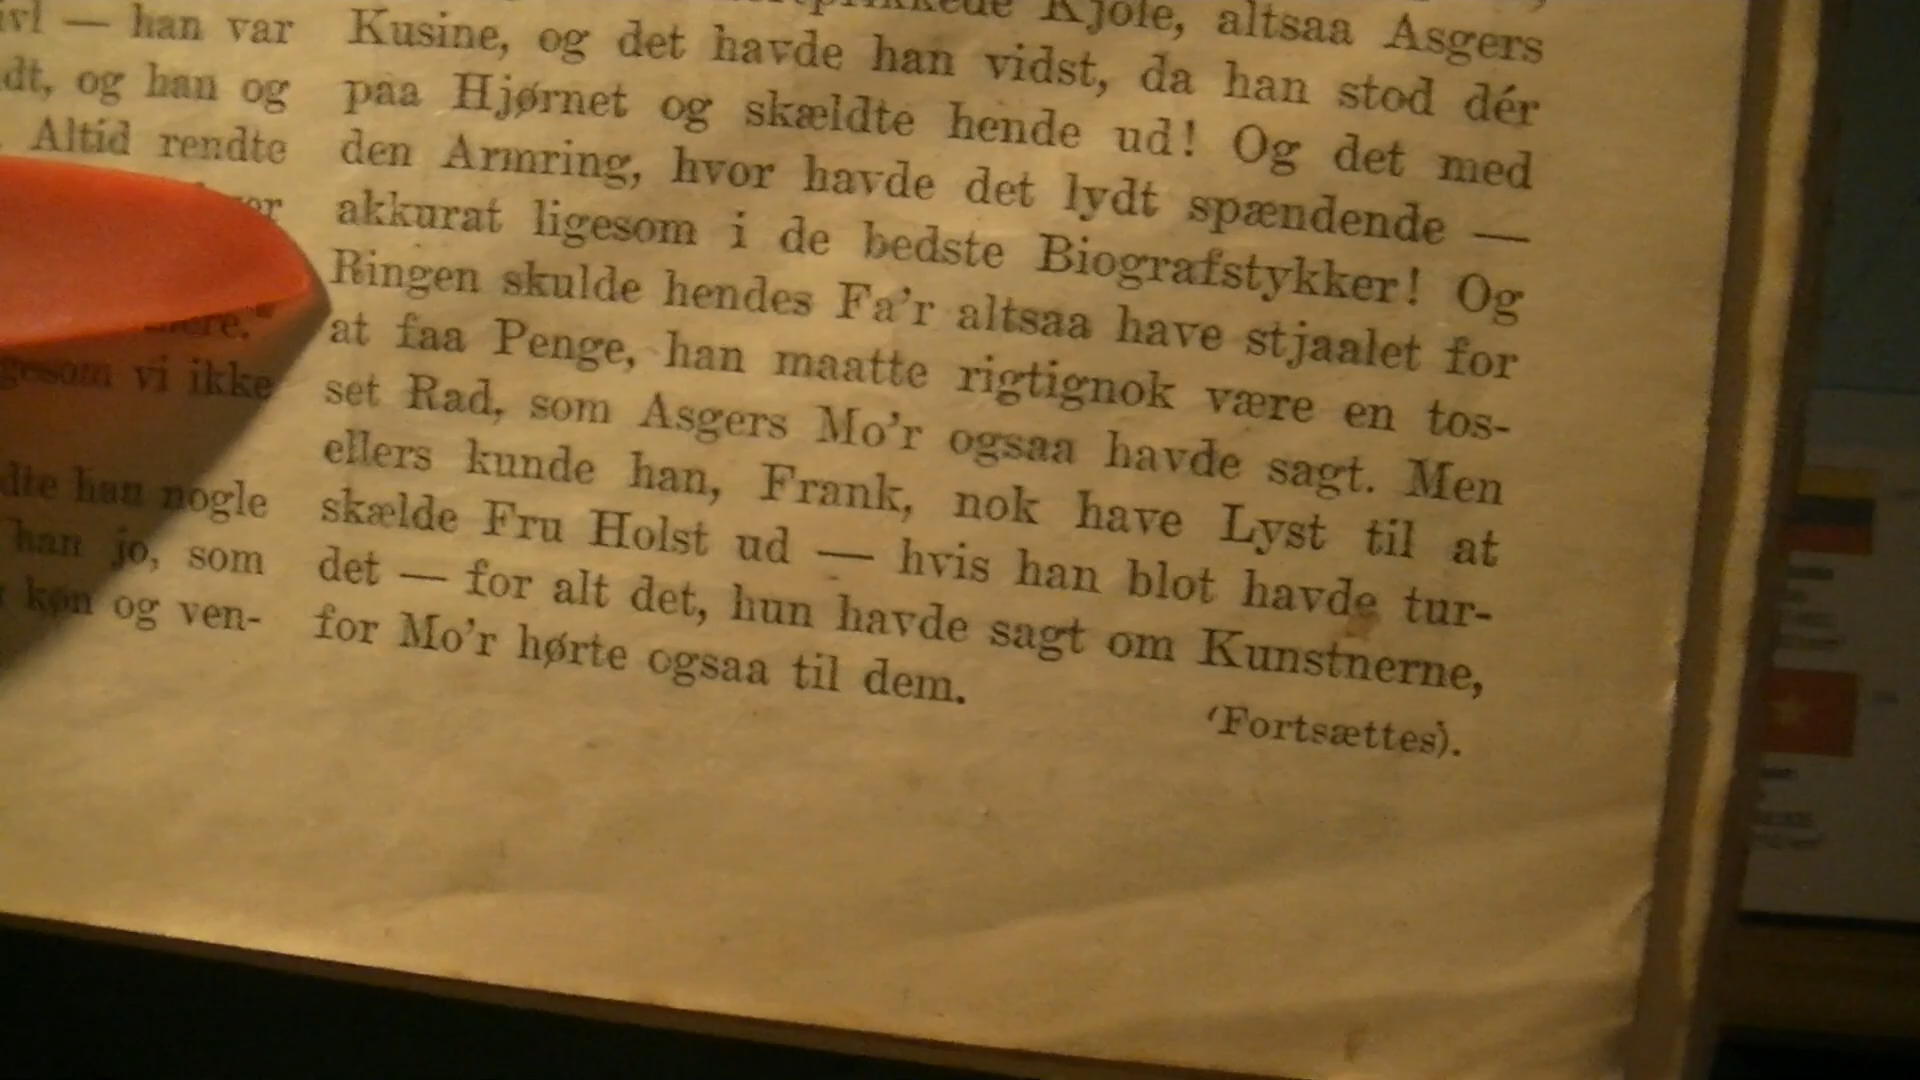 vl — han var
dt, og han og
Altid rendte
vi ikke
han nogle
han jo, som
køn og ven-
Kjole, altsaa Asgers
Kusine, og det havde han vidst, da han stod dér
paa Hjørnet og skældte hende ud! Og det med
den Armring, hvor havde det lydt spændende —
akkurat ligesom i de bedste Biografstykker! Og
Ringen skulde hendes Fa'r altsaa have stjaalet for
at faa Penge, han maatte rigtignok være en tos-
set Rad, som Asgers Mo'r ogsaa havde sagt. Men
ellers kunde han, Frank, nok have Lyst til at
skælde Fru Holst ud — hvis han blot havde tur-
det — for alt det, hun havde sagt om Kunstnerne,
for Mo'r hørte ogsaa til dem.
(Fortsættes).